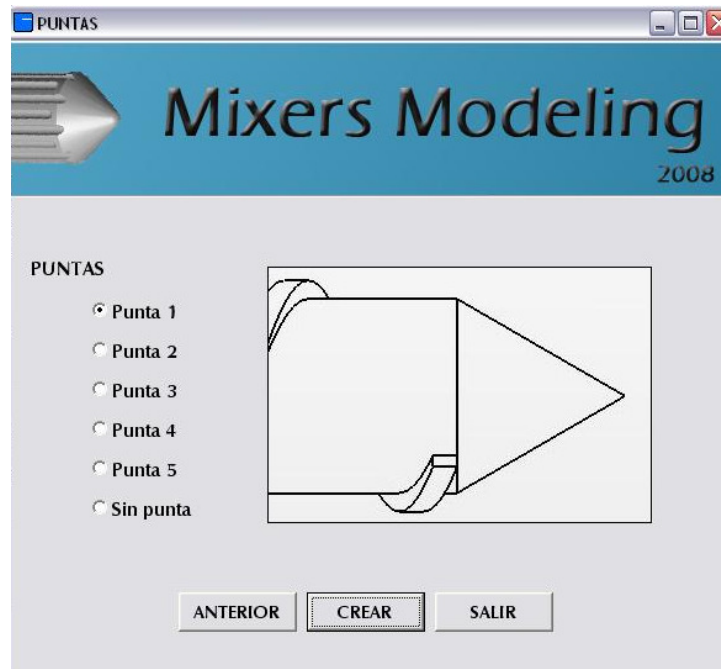 PUNTAS
Mixers Modeling
2008
PUNTAS
Punta 1
Punta 2
Punta 3
Punta 4
Punta 5
Sin punta
ANTERIOR CREAR SALIR